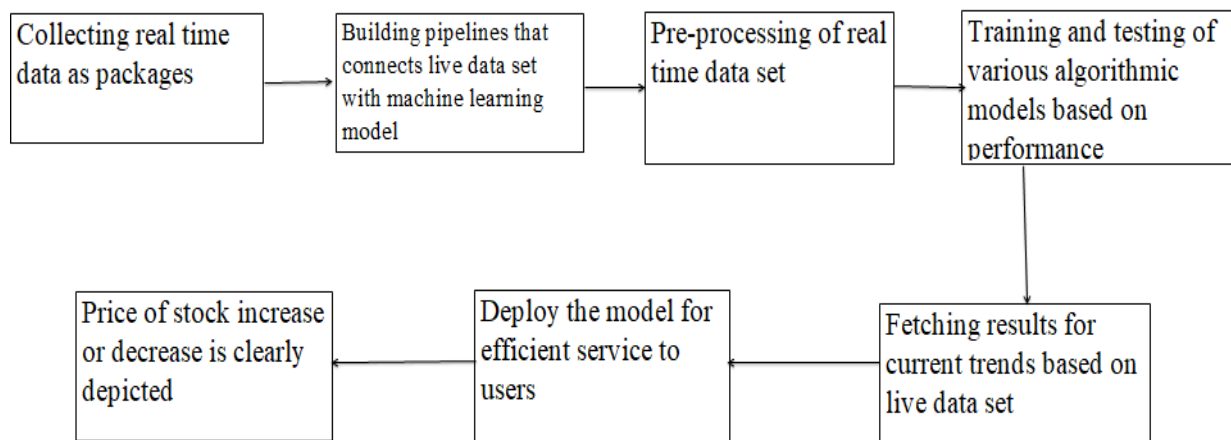 Collecting real time
data as packages
Building pipelines that
connects live data set
with machine learning
model
Pre-processing of real
time data set
Training and testing of
various algorithmic
models based on
performance
Fetching results for
current trends based on
live data set
Deploy the model for
efficient service to
users
Price of stock increase
or decrease is clearly
depicted